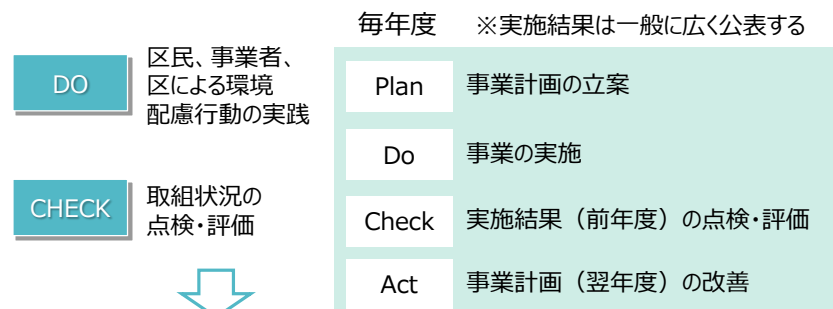 毎年度 ※実施結果は一般に広く公表する
DO
区民、事業者、
区による環境
配慮行動の実践
CHECK
取組状況の
点検・評価
Plan 事業計画の立案
Do 事業の実施
Check 実施結果（前年度）の点検・評価
Act 事業計画（翌年度）の改善